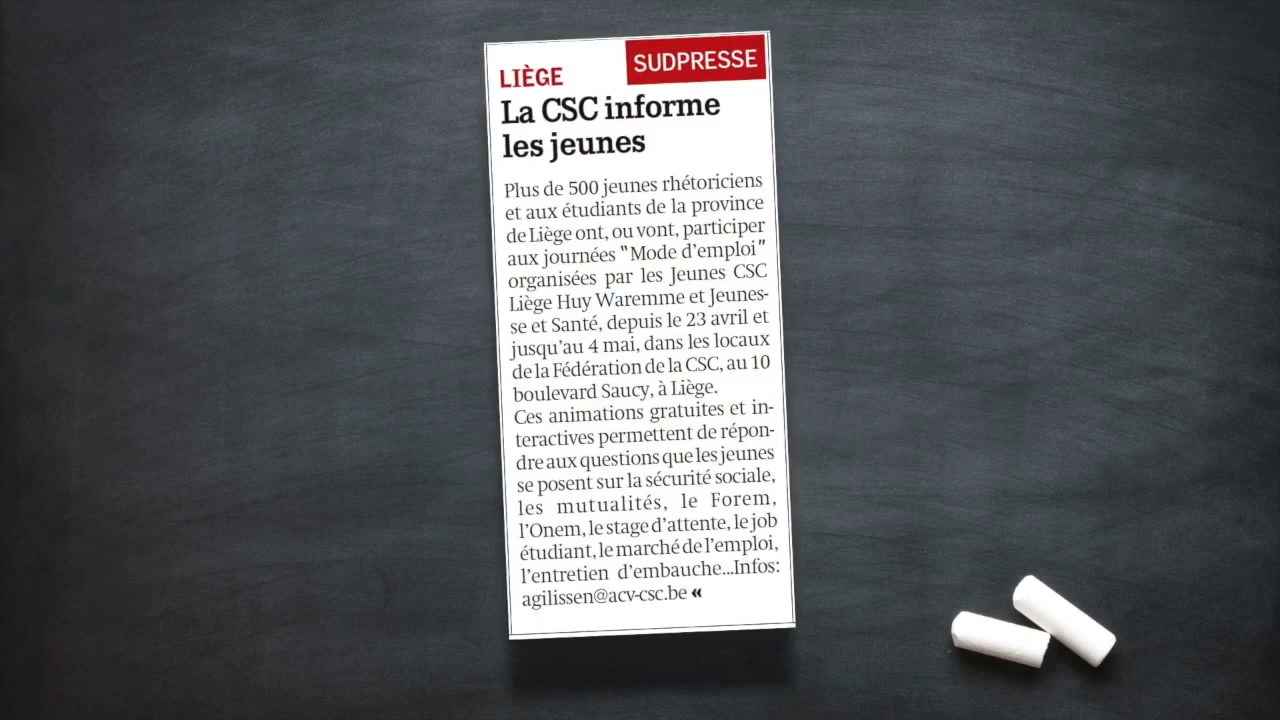 LIÈGE
SUDPRESSE
La CSC informe
les jeunes
Plus de 500 jeunes rhétoriciens
et aux étudiants de la province
de Liège ont, ou vont, participer
aux journées "Mode d'emploi"
organisées par les Jeunes CSC
Liège Huy Waremme et Jeunes-
se et Santé, depuis le 23 avril et
jusqu'au 4 mai, dans les locaux
de la Fédération de la CSC, au 10
boulevard Saucy, à Liège.
Ces animations gratuites et in-
teractives permettent de répon-
dre aux questions que les jeunes
se posent sur la sécurité sociale,
les mutualités, le Forem,
l'Onem, le stage d'attente, le job
étudiant, le marché de l'emploi,
l'entretien d'embauche...Infos:
agilissen@acv-csc.be «